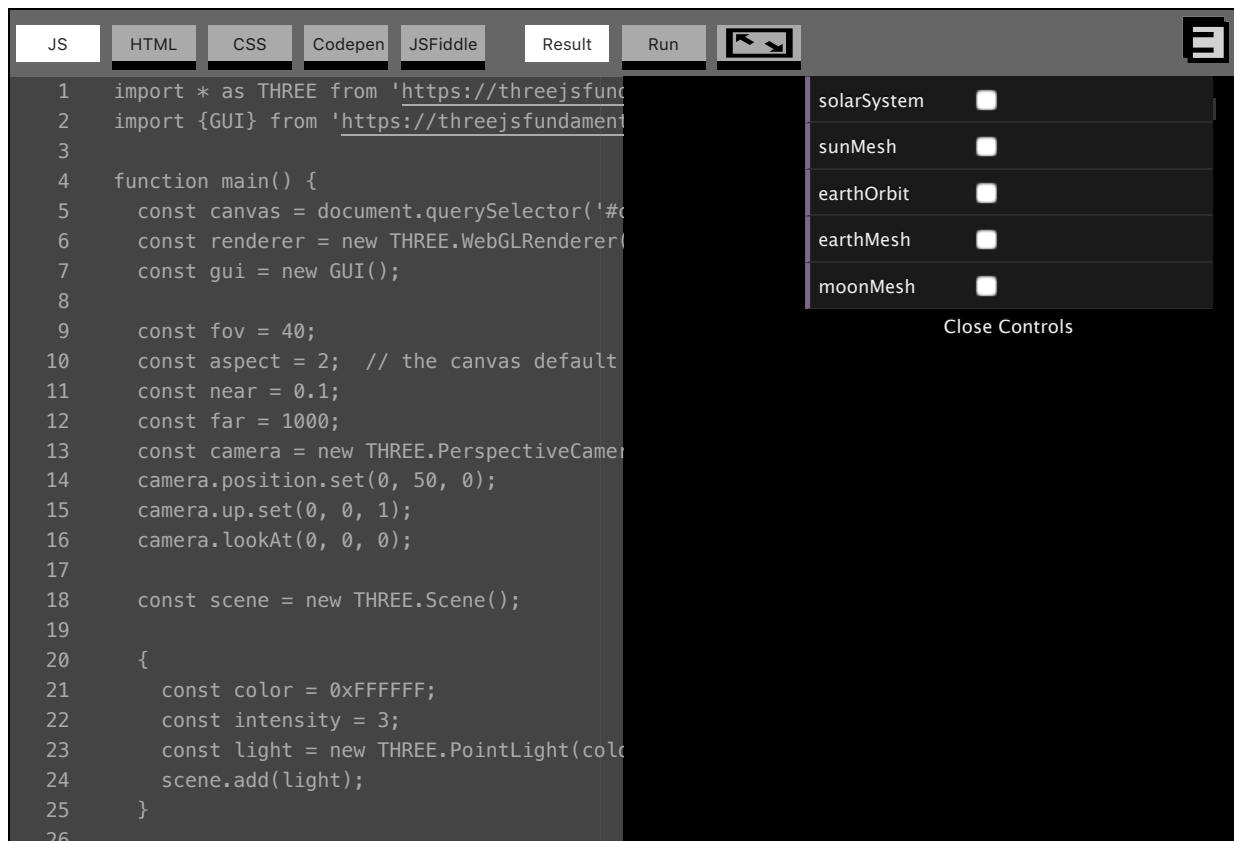 JS HTML CSS Codepen JSFiddle Result Run
1 import * as THREE from 'https://threejsfund
2 import {GUI} from 'https://threejsfundament
3
4 function main() {
5 const canvas = document.querySelector('#c
6 const renderer = new THREE.WebGLRenderer(
7 const gui = new GUI();
8
9 const fov = 40;
10 const aspect = 2;  // the canvas default
11 const near = 0.1;
12 const far = 1000;
13 const camera = new THREE.PerspectiveCamer
14 camera.position.set(0, 50, 0);
15 camera.up.set(0, 0, 1);
16 camera.lookAt(0, 0, 0);
17
18 const scene = new THREE.Scene();
19
20 {
21 const color = 0xFFFFFF;
22 const intensity = 3;
23 const light = new THREE.PointLight(colo
24 scene.add(light);
25 }
26
solarSystem
sunMesh
earthOrbit
earthMesh
moonMesh
Close Controls